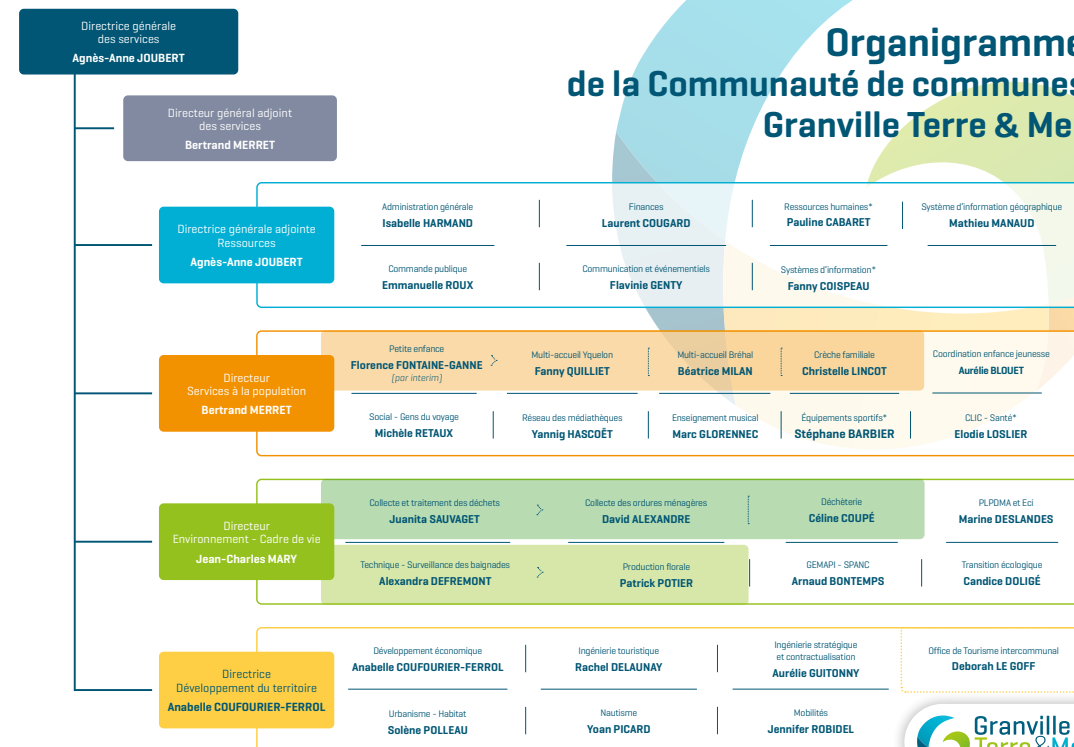 Directrice générale
des services
Agnès-Anne JOUBERT
Organigramme
de la Communauté de communes
Granville Terre & Me
Directeur général adjoint
des services
Bertrand MERRET
Directrice générale adjointe
Ressources
Agnès-Anne JOUBERT
Administration générale
Isabelle HARMAND
Finances
Laurent COUGARD
Ressources humaines*
Pauline CABARET
Système d'information géographique
Mathieu MANAUD
Commande publique
Emmanuelle ROUX
Communication et événementiels
Flavinie GENTY
Systèmes d'information*
Fanny COISPEAU
Directeur
Services à la population
Bertrand MERRET
Petite enfance
Florence FONTAINE-GANNE
(par interim)
Multi-accueil Yquelon
Fanny QUILLIET
Multi-accueil Bréhal
Béatrice MILAN
Crèche familiale
Christelle LINCOT
Coordination enfance jeunesse
Aurélie BLOUET
Social - Gens du voyage
Michèle RETAUX
Réseau des médiathèques
Yannig HASCOËT
Enseignement musical
Marc GLORENNEC
Équipements sportifs*
Stéphane BARBIER
CLIC - Santé*
Elodie LOSLIER
Directeur
Environnement - Cadre de vie
Jean-Charles MARY
Collecte et traitement des déchets
Juanita SAUVAGET
Collecte des ordures ménagères
David ALEXANDRE
Déchèterie
Céline COUPÉ
PLPDMA et Eci
Marine DESLANDES
Technique - Surveillance des baignades
Alexandra DEFREMONT
Production florale
Patrick POTIER
GEMAPI - SPANC
Arnaud BONTEMPS
Transition écologique
Candice DOLIGÉ
Directrice
Développement du territoire
Anabelle COUFOURIER-FERROL
Développement économique
Anabelle COUFOURIER-FERROL
Ingénierie touristique
Rachel DELAUNAY
Ingénierie stratégique
et contractualisation
Aurélie GUITONNY
Office de Tourisme intercommunal
Deborah LE GOFF
Urbanisme - Habitat
Solène POLLEAU
Nautisme
Yoan PICARD
Mobilités
Jennifer ROBIDEL
Granville
Terre & Me